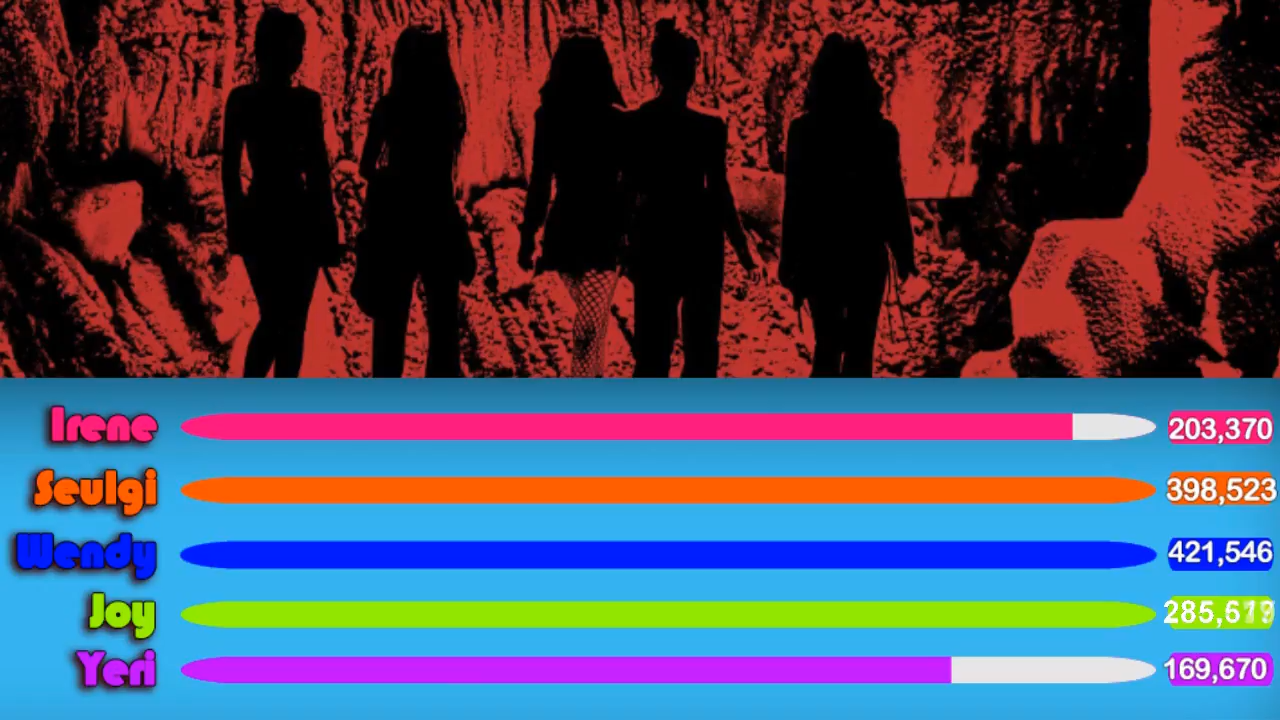 Irene 203,370
Seulgi 398,523
Wendy 421,546
Joy
Yeri 169,670